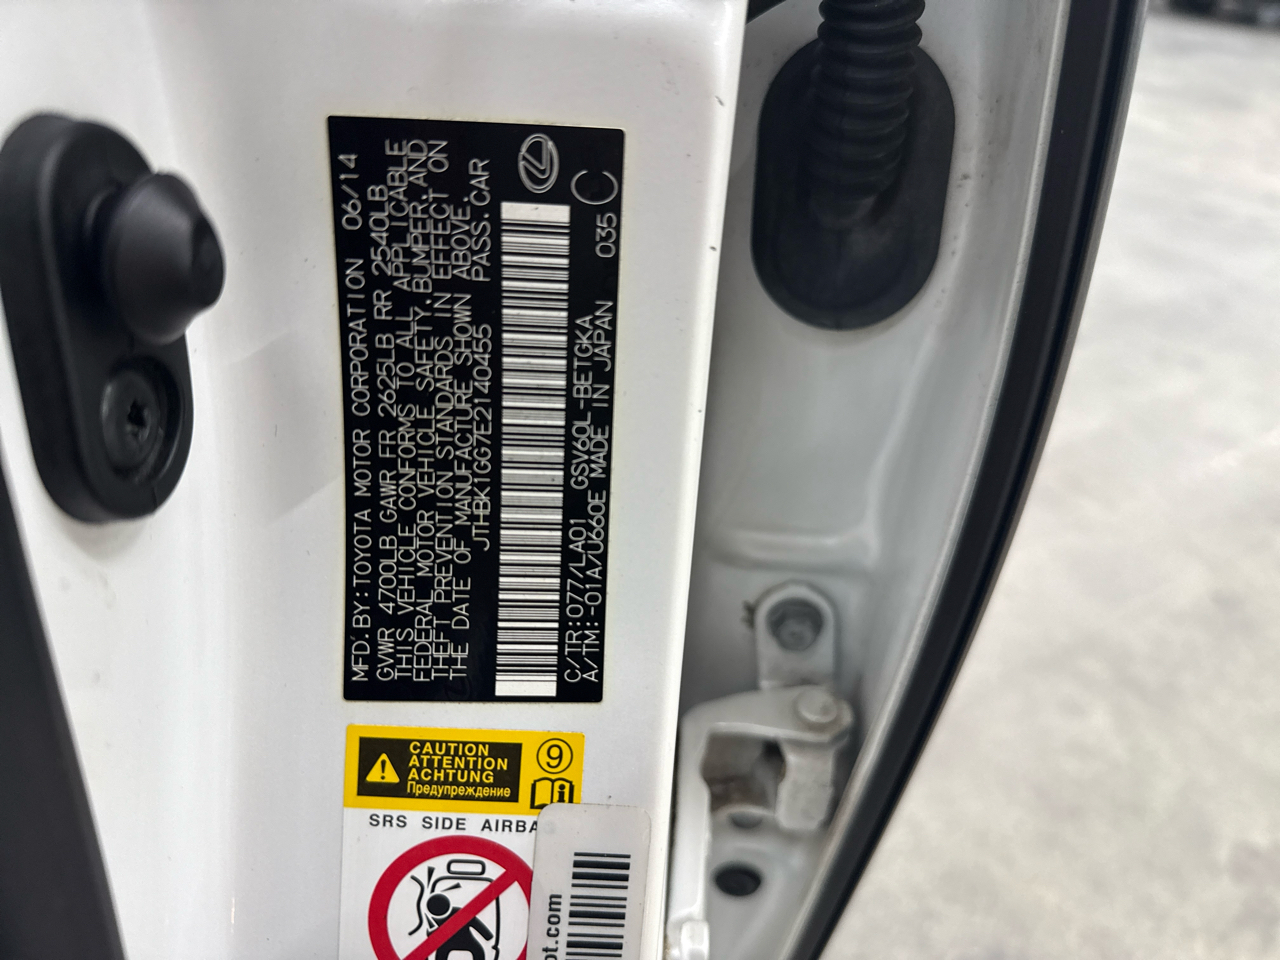 MFD. BY: TOYOTA MOTOR CORPORATION 06/14
GVWR 4700LB GAWR FR 2625LB RR 2540LB
THIS VEHICLE CONFORMS TO ALL APPLICABLE
FEDERAL MOTOR VEHICLE SAFETY, BUMPER, AND
THEFT PREVENTION STANDARDS IN EFFECT ON
THE DATE OF MANUFACTURE SHOWN ABOVE.
JTHBK1GG7E2140455 PASS. CAR
C/TR: 077/LA01 GSV60L-BETGKA 035 C
A/TM: -01A/U660E MADE IN JAPAN
CAUTION
ATTENTION
ACHTUNG
Предупреждение
9
SRS SIDE AIRBA
ot.com